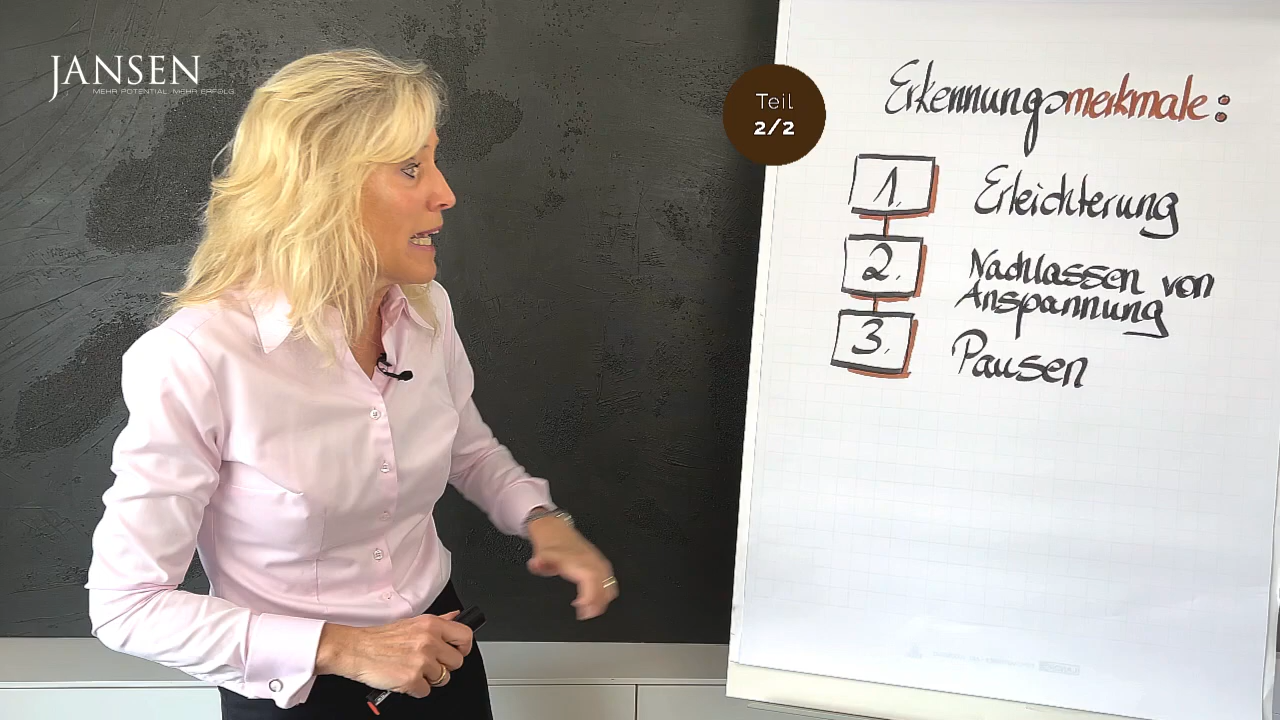 JANSEN
MEHR POTENTIAL. MEHR ERFOLG
Teil
2/2
Erkennungsmerkmale:
1. Erleichterung
2. Nachlassen von
Anspannung
3. Pausen